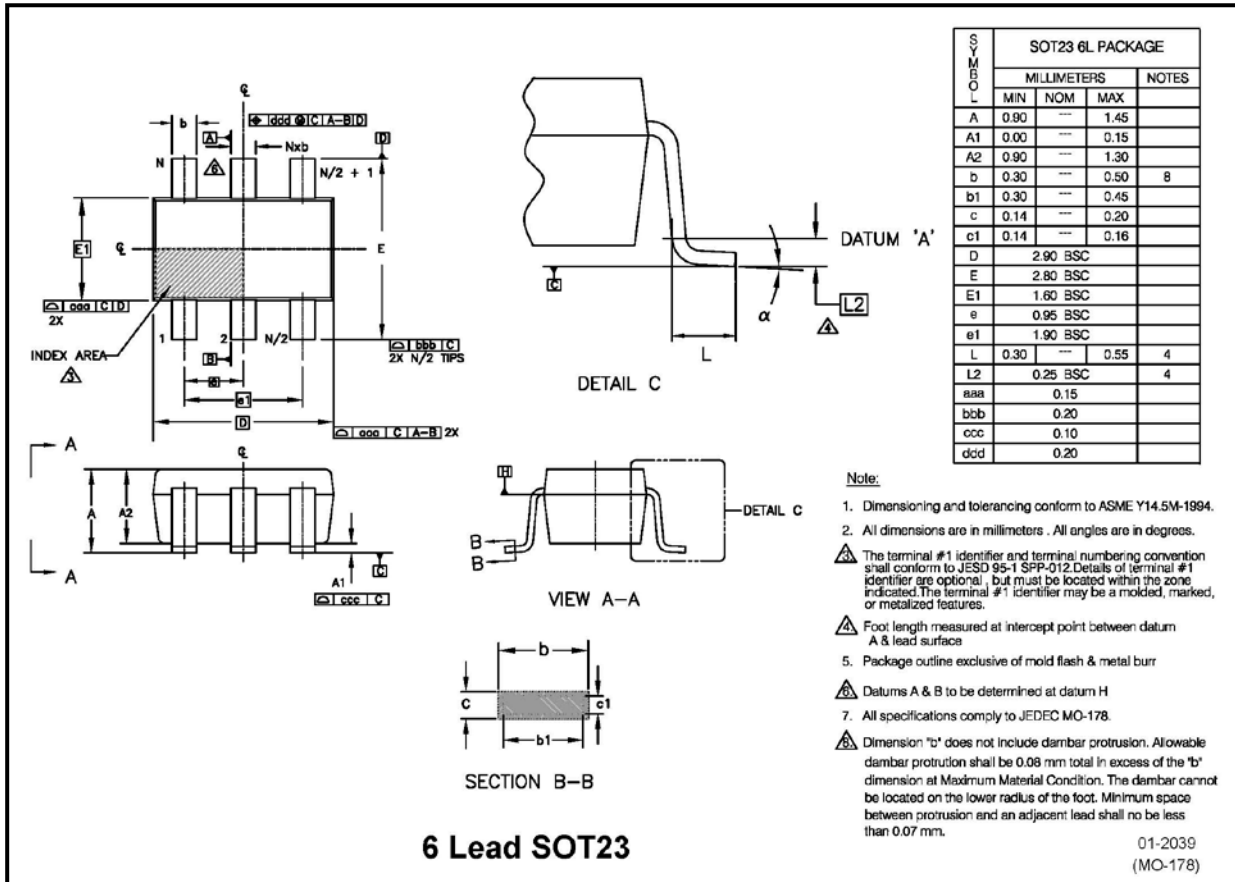 ℄
b
A
⌖ ddd Ⓜ C A-B D
D
N
6
Nxb
N/2 + 1
E1
℄
E
⌓ aaa C D
2X
1
2
N/2
INDEX AREA
3
B
⌓ bbb C
2X N/2 TIPS
e
e1
D
⌓ aaa C A-B 2X
DATUM 'A'
C
α
L2
4
L
DETAIL C
A
A
℄
A
A2
A1
C
⌓ ccc C
H
B
B
DETAIL C
VIEW A-A
b
c
c1
b1
SECTION B-B
6 Lead SOT23
SYMBOL SOT23 6L PACKAGE
MILLIMETERS NOTES
MIN NOM MAX
A 0.90 --- 1.45
A1 0.00 --- 0.15
A2 0.90 --- 1.30
b 0.30 --- 0.50 8
b1 0.30 --- 0.45
c 0.14 --- 0.20
c1 0.14 --- 0.16
D 2.90 BSC
E 2.80 BSC
E1 1.60 BSC
e 0.95 BSC
e1 1.90 BSC
L 0.30 --- 0.55 4
L2 0.25 BSC 4
aaa 0.15
bbb 0.20
ccc 0.10
ddd 0.20
Note:
1. Dimensioning and tolerancing conform to ASME Y14.5M-1994.
2. All dimensions are in millimeters . All angles are in degrees.
3. The terminal #1 identifier and terminal numbering convention
shall conform to JESD 95-1 SPP-012.Details of terminal #1
identifier are optional , but must be located within the zone
indicated.The terminal #1 identifier may be a molded, marked,
or metalized features.
4. Foot length measured at intercept point between datum
A & lead surface
5. Package outline exclusive of mold flash & metal burr
6. Datums A & B to be determined at datum H
7. All specifications comply to JEDEC MO-178.
8. Dimension "b" does not include dambar protrusion. Allowable
dambar protrution shall be 0.08 mm total in excess of the "b"
dimension at Maximum Material Condition. The dambar cannot
be located on the lower radius of the foot. Minimum space
between protrusion and an adjacent lead shall no be less
than 0.07 mm.
01-2039
(MO-178)